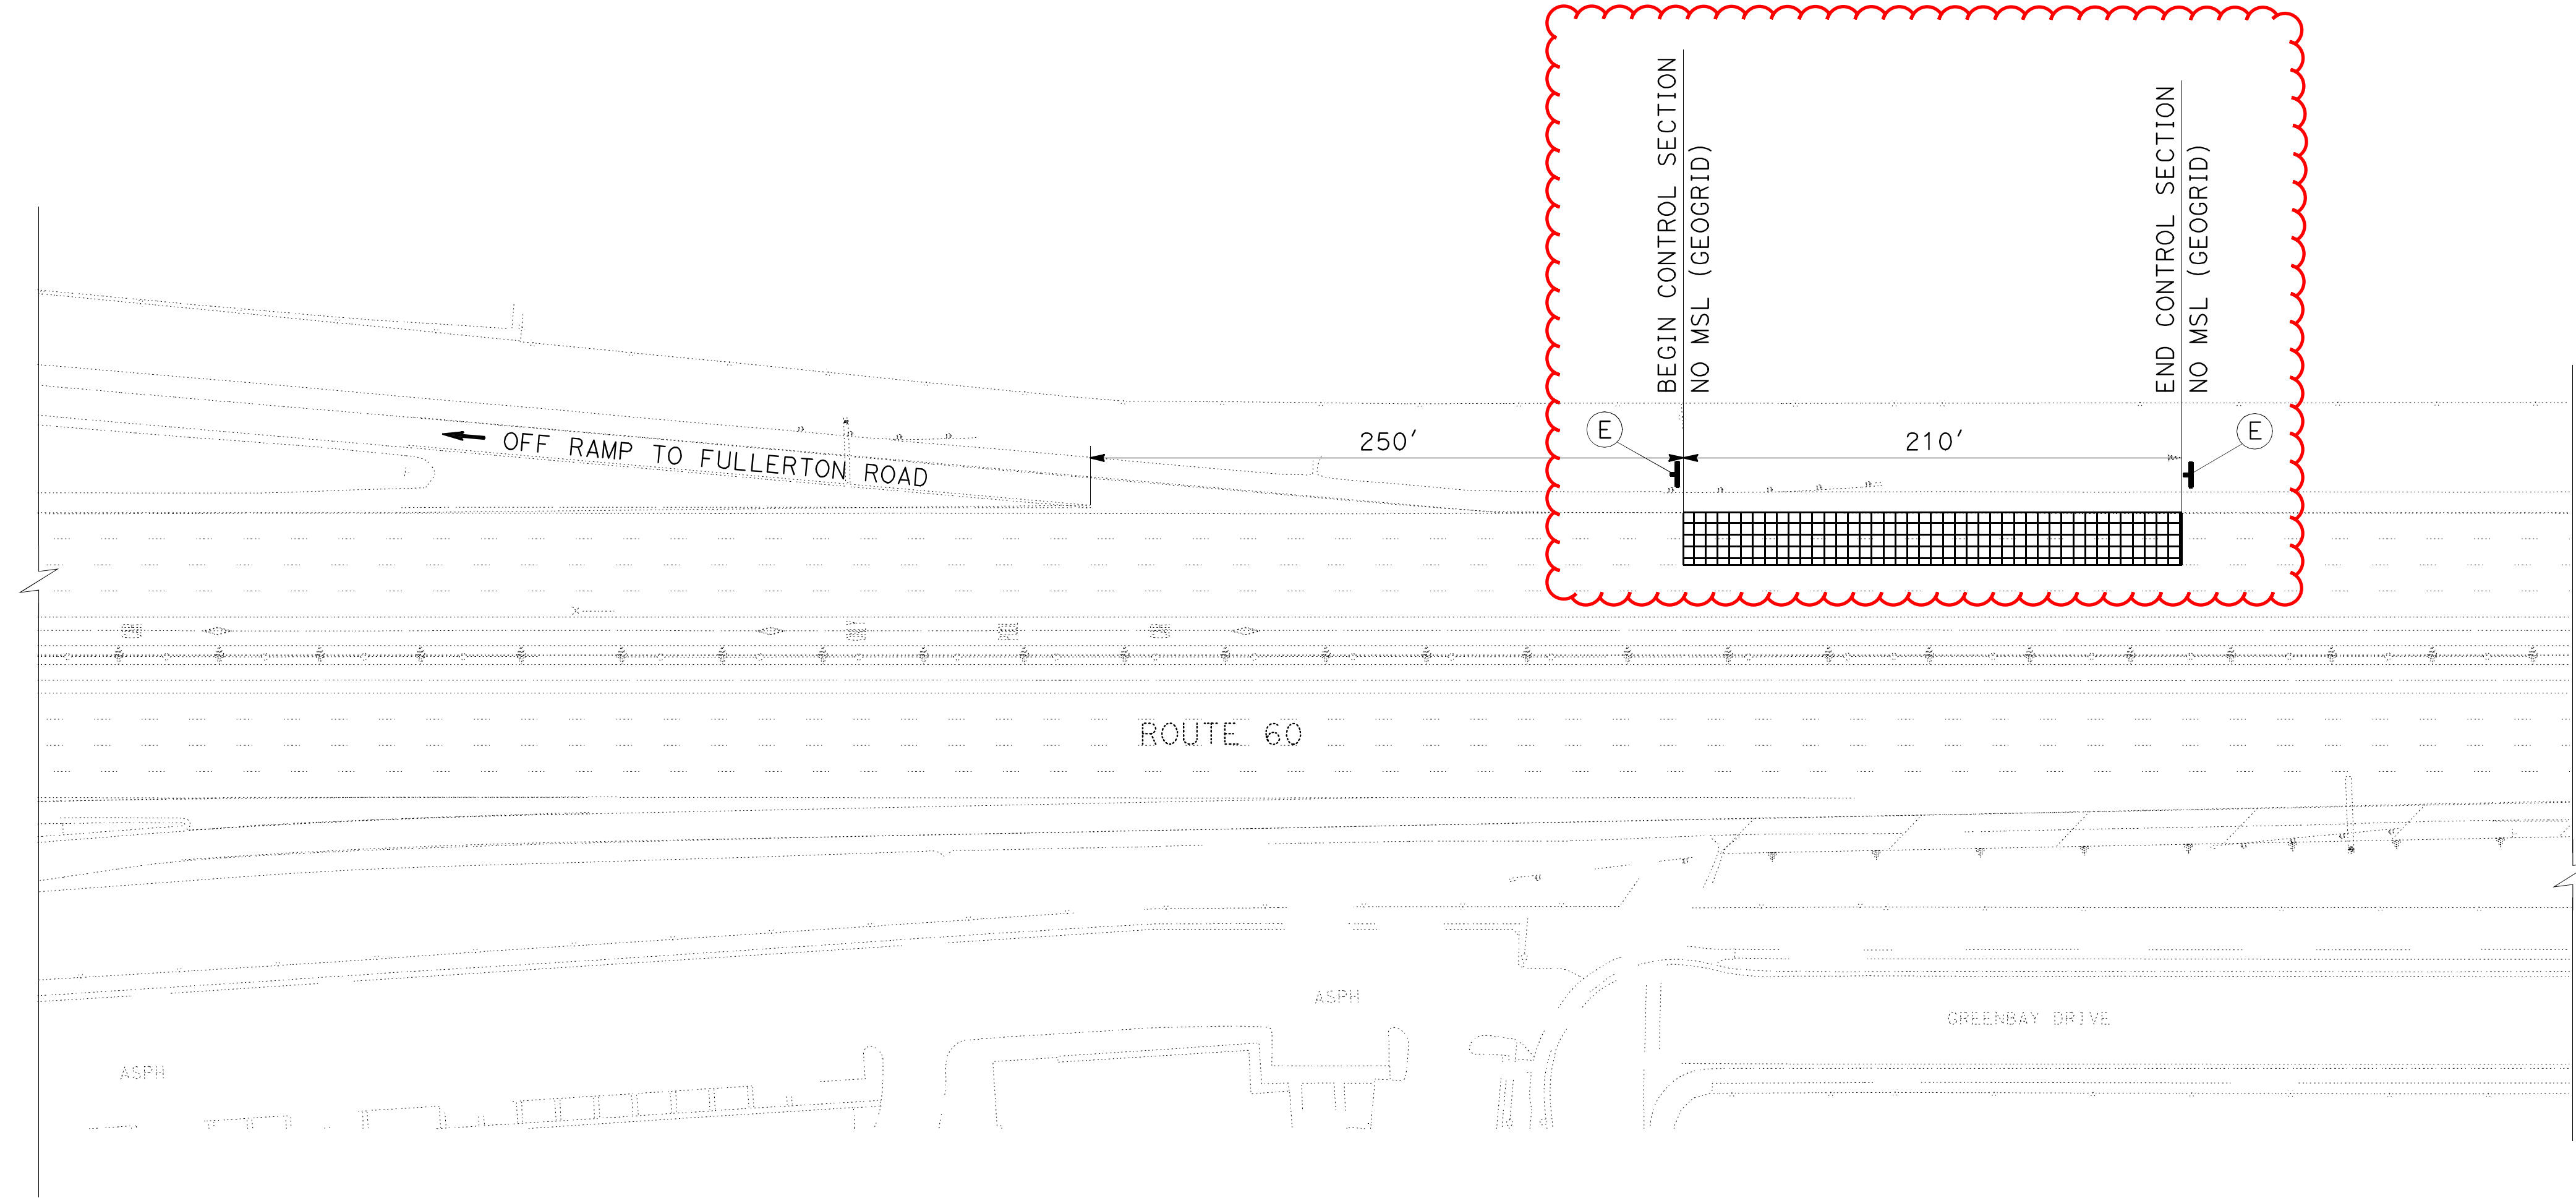 BEGIN CONTROL SECTION
NO MSL (GEOGRID)
END CONTROL SECTION
NO MSL (GEOGRID)
E
E
250'
210'
OFF RAMP TO FULLERTON ROAD
ROUTE 60
ASPH
GREENBAY DRIVE
ASPH